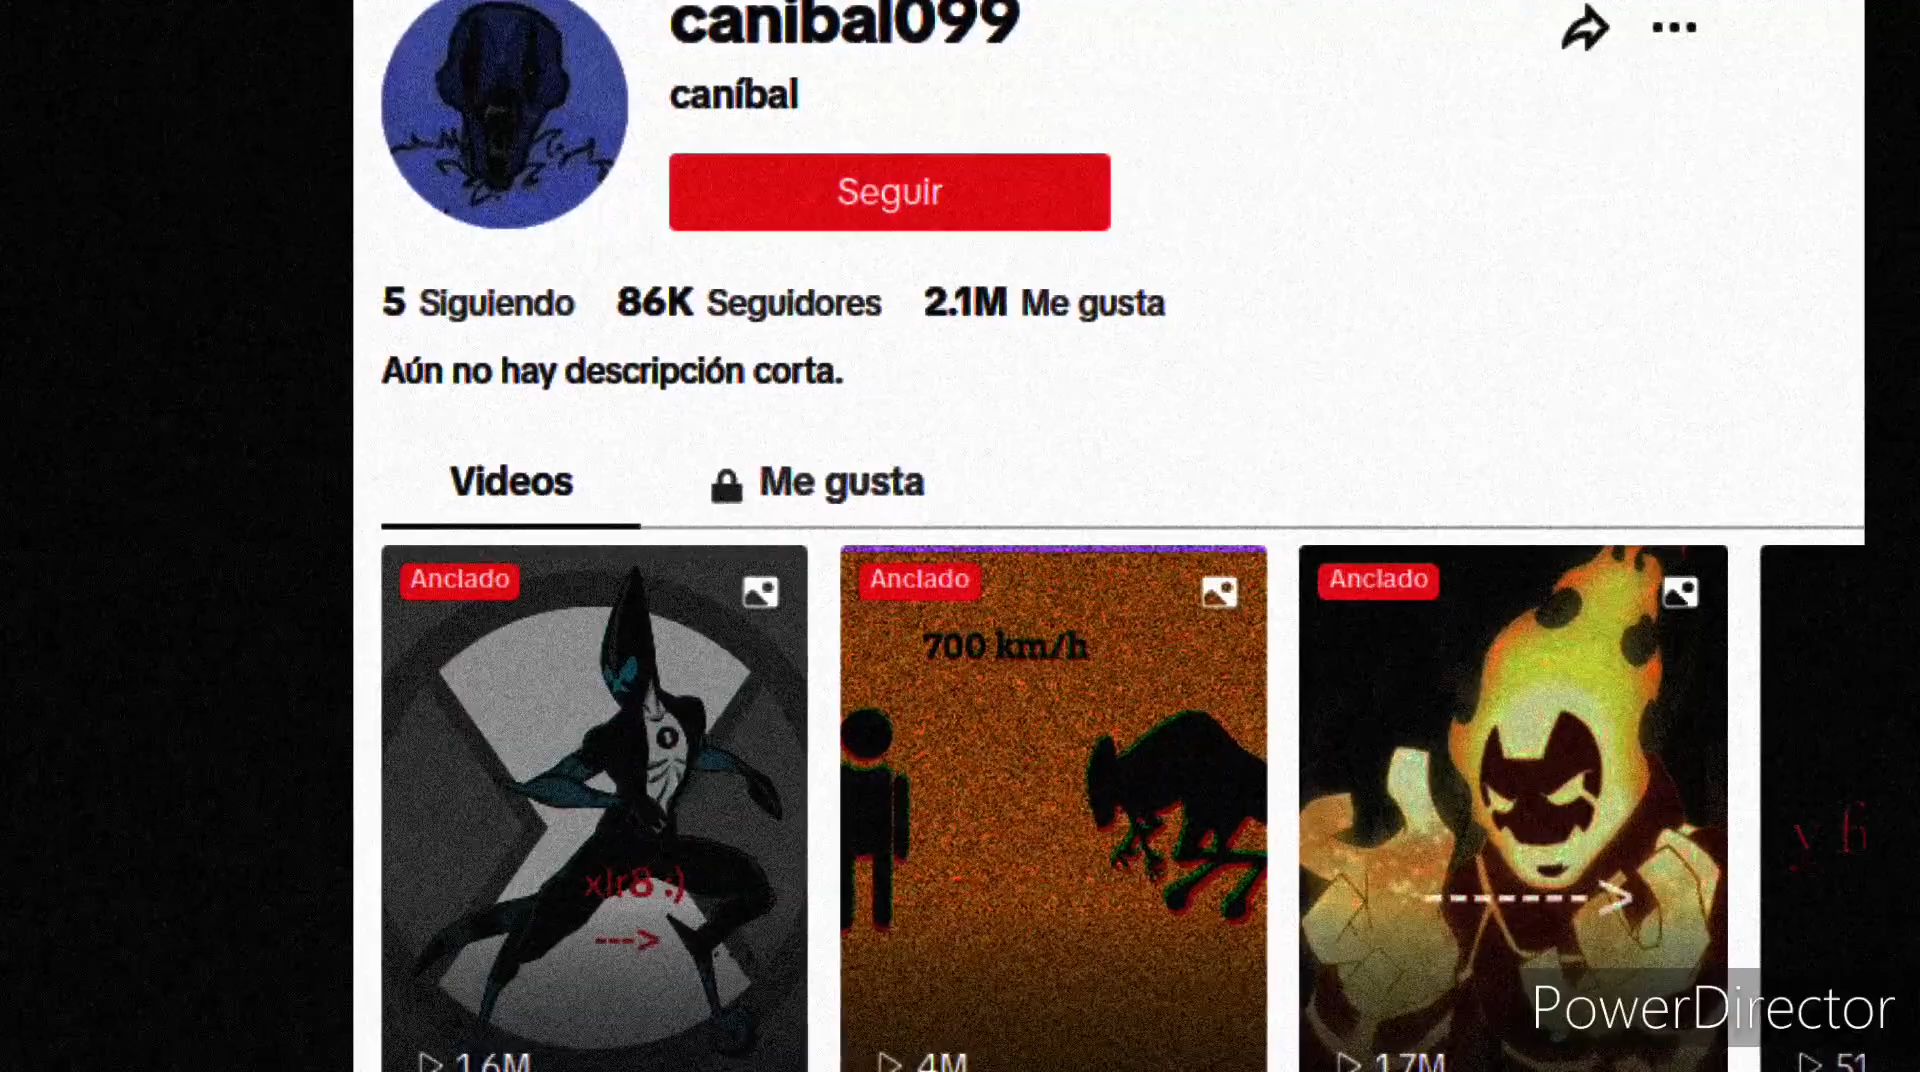 canibal099
caníbal
Seguir
5 Siguiendo 86K Seguidores 2.1M Me gusta
Aún no hay descripción corta.
Videos Me gusta
Anclado
Anclado
Anclado
700 km/h
xlr8 :)
--->
------->
PowerDirector
1.6M
4M
1.7M
51